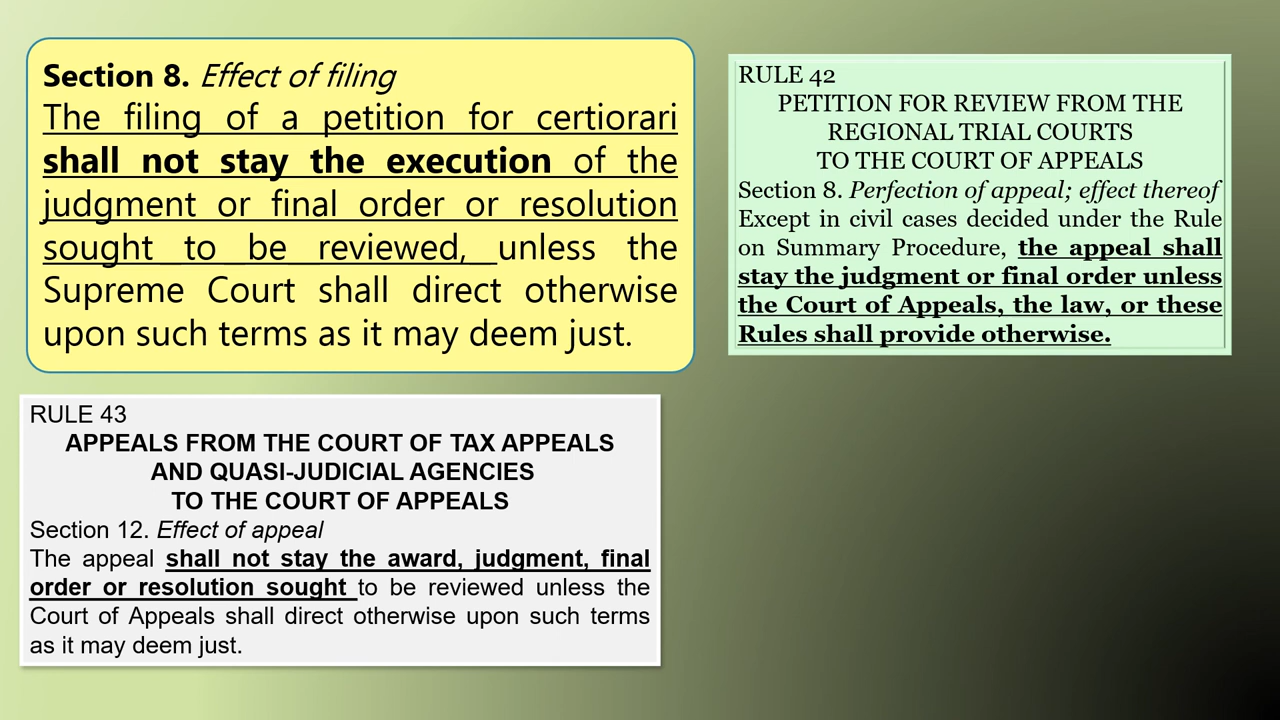 Section 8. Effect of filing
The filing of a petition for certiorari
shall not stay the execution of the
judgment or final order or resolution
sought to be reviewed, unless the
Supreme Court shall direct otherwise
upon such terms as it may deem just.
RULE 42
PETITION FOR REVIEW FROM THE
REGIONAL TRIAL COURTS
TO THE COURT OF APPEALS
Section 8. Perfection of appeal; effect thereof
Except in civil cases decided under the Rule
on Summary Procedure, the appeal shall
stay the judgment or final order unless
the Court of Appeals, the law, or these
Rules shall provide otherwise.
RULE 43
APPEALS FROM THE COURT OF TAX APPEALS
AND QUASI-JUDICIAL AGENCIES
TO THE COURT OF APPEALS
Section 12. Effect of appeal
The appeal shall not stay the award, judgment, final
order or resolution sought to be reviewed unless the
Court of Appeals shall direct otherwise upon such terms
as it may deem just.